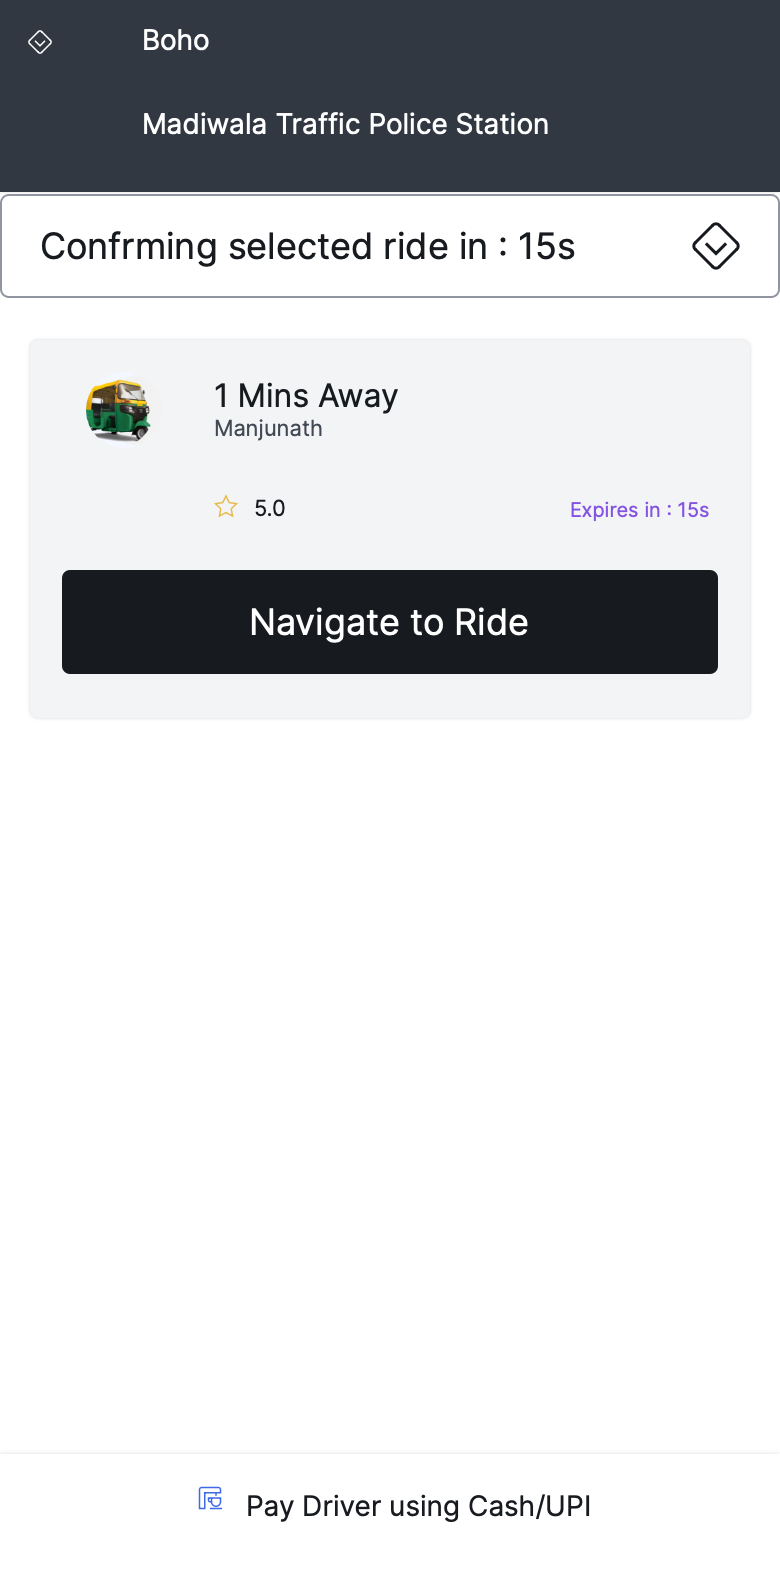 Boho
Madiwala Traffic Police Station
Confrming selected ride in : 15s
1 Mins Away
Manjunath
5.0
Expires in : 15s
Navigate to Ride
Pay Driver using Cash/UPI